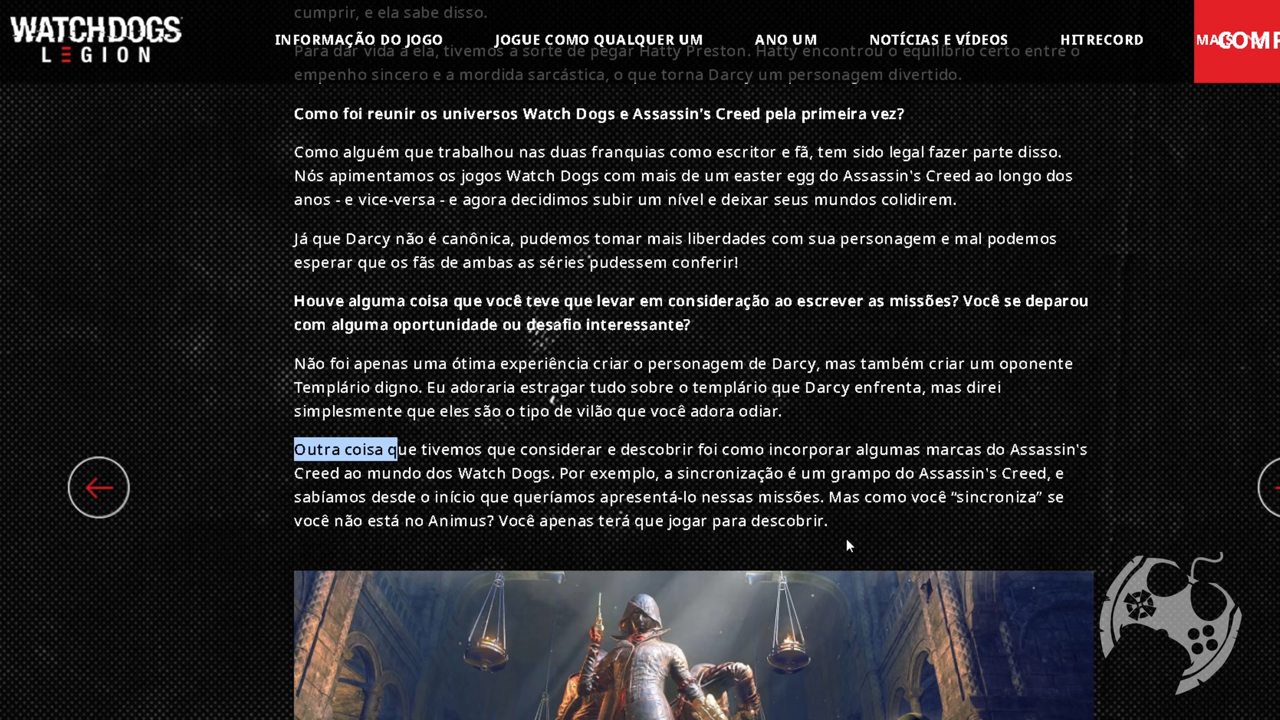 WATCH DOGS
LEGION
INFORMAÇÃO DO JOGO
JOGUE COMO QUALQUER UM
ANO UM
NOTÍCIAS E VÍDEOS
HITRECORD
cumprir, e ela sabe disso.
Para dar vida a ela, tivemos a sorte de pegar Hatty Preston. Hatty encontrou o equilíbrio certo entre o
empenho sincero e a mordida sarcástica, o que torna Darcy um personagem divertido.
Como foi reunir os universos Watch Dogs e Assassin's Creed pela primeira vez?
Como alguém que trabalhou nas duas franquias como escritor e fã, tem sido legal fazer parte disso.
Nós apimentamos os jogos Watch Dogs com mais de um easter egg do Assassin's Creed ao longo dos
anos - e vice-versa - e agora decidimos subir um nível e deixar seus mundos colidirem.
Já que Darcy não é canônica, pudemos tomar mais liberdades com sua personagem e mal podemos
esperar que os fãs de ambas as séries pudessem conferir!
Houve alguma coisa que você teve que levar em consideração ao escrever as missões? Você se deparou
com alguma oportunidade ou desafio interessante?
Não foi apenas uma ótima experiência criar o personagem de Darcy, mas também criar um oponente
Templário digno. Eu adoraria estragar tudo sobre o templário que Darcy enfrenta, mas direi
simplesmente que eles são o tipo de vilão que você adora odiar.
Outra coisa que tivemos que considerar e descobrir foi como incorporar algumas marcas do Assassin's
Creed ao mundo dos Watch Dogs. Por exemplo, a sincronização é um grampo do Assassin's Creed, e
sabíamos desde o início que queríamos apresentá-lo nessas missões. Mas como você “sincroniza” se
você não está no Animus? Você apenas terá que jogar para descobrir.